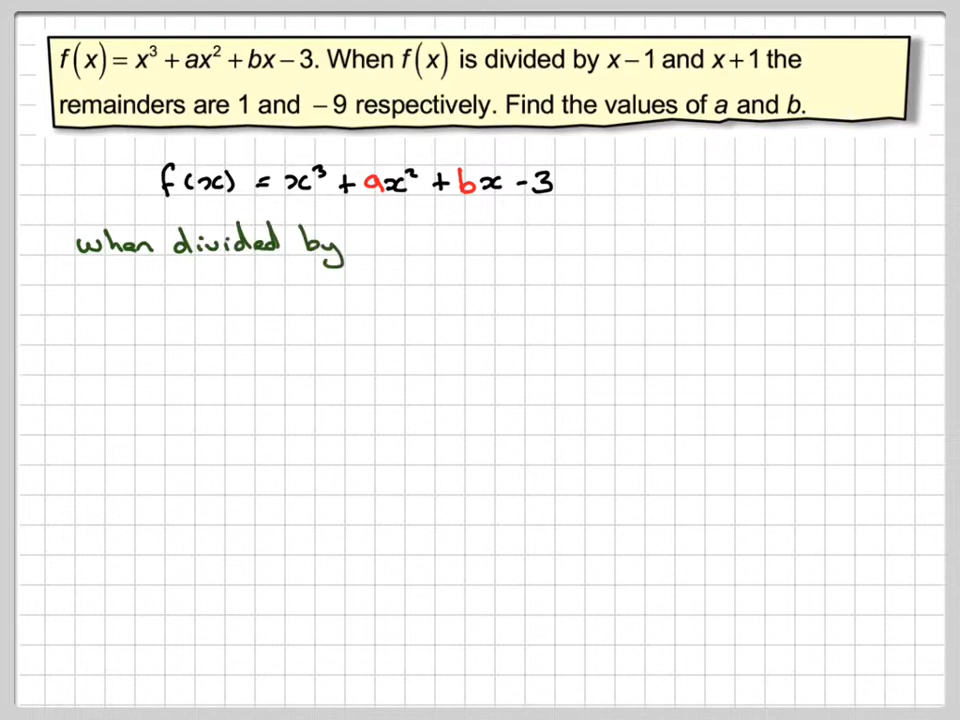 f(x) = x³ + ax² + bx – 3. When f(x) is divided by x – 1 and x + 1 the
remainders are 1 and – 9 respectively. Find the values of a and b.
f(x) = x³ + ax² + bx - 3
when divided by